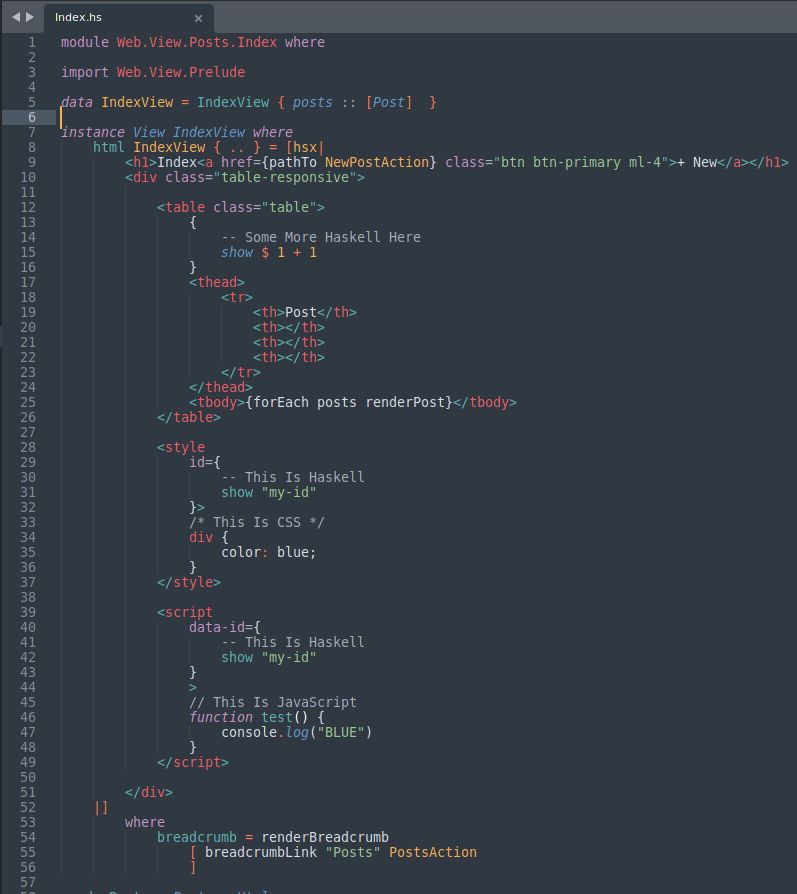 Index.hs ×
1 module Web.View.Posts.Index where
2
3 import Web.View.Prelude
4
5 data IndexView = IndexView { posts :: [Post]  }
6
7 instance View IndexView where
8     html IndexView { .. } = [hsx|
9         <h1>Index<a href={pathTo NewPostAction} class="btn btn-primary ml-4">+ New</a></h1>
10         <div class="table-responsive">
11
12             <table class="table">
13                 {
14                     -- Some More Haskell Here
15                     show $ 1 + 1
16                 }
17                 <thead>
18                     <tr>
19                         <th>Post</th>
20                         <th></th>
21                         <th></th>
22                         <th></th>
23                     </tr>
24                 </thead>
25                 <tbody>{forEach posts renderPost}</tbody>
26             </table>
27
28             <style
29                 id={
30                     -- This Is Haskell
31                     show "my-id"
32                 }>
33                 /* This Is CSS */
34                 div {
35                     color: blue;
36                 }
37             </style>
38
39             <script
40                 data-id={
41                     -- This Is Haskell
42                     show "my-id"
43                 }
44                 >
45                 // This Is JavaScript
46                 function test() {
47                     console.log("BLUE")
48                 }
49             </script>
50
51         </div>
52     |]
53         where
54             breadcrumb = renderBreadcrumb
55                 [ breadcrumbLink "Posts" PostsAction
56                 ]
57